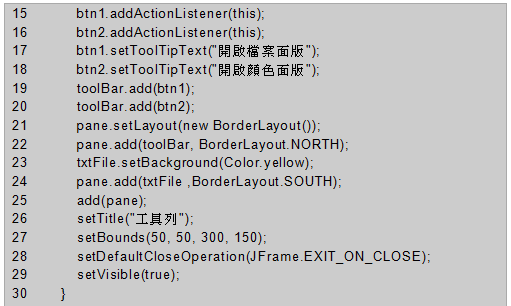 15 btn1.addActionListener(this);
16 btn2.addActionListener(this);
17 btn1.setToolTipText("開啟檔案面版");
18 btn2.setToolTipText("開啟顏色面版");
19 toolBar.add(btn1);
20 toolBar.add(btn2);
21 pane.setLayout(new BorderLayout());
22 pane.add(toolBar, BorderLayout.NORTH);
23 txtFile.setBackground(Color.yellow);
24 pane.add(txtFile ,BorderLayout.SOUTH);
25 add(pane);
26 setTitle("工具列");
27 setBounds(50, 50, 300, 150);
28 setDefaultCloseOperation(JFrame.EXIT_ON_CLOSE);
29 setVisible(true);
30 }